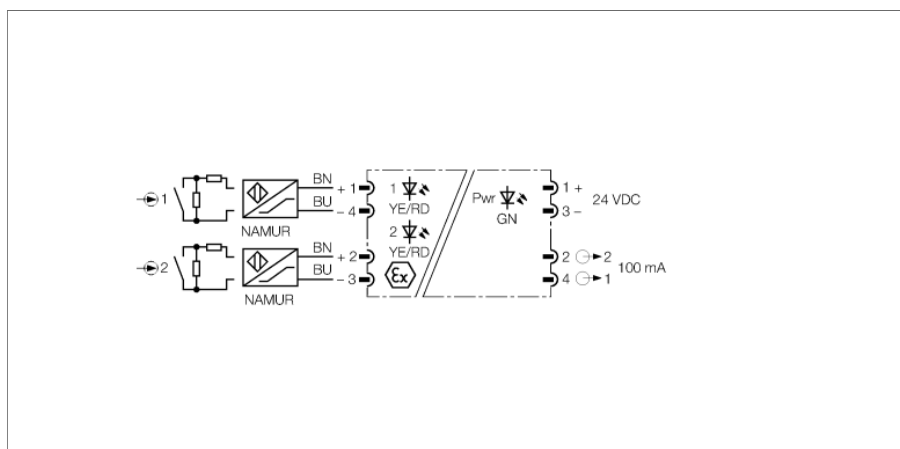 1
BN
BU
+ 1
– 4
NAMUR
2
BN
BU
+ 2
– 3
NAMUR
1
YE/RD
2
YE/RD
Ex
Pwr
GN
1 +
3 –
24 VDC
2 2
4 1
100 mA